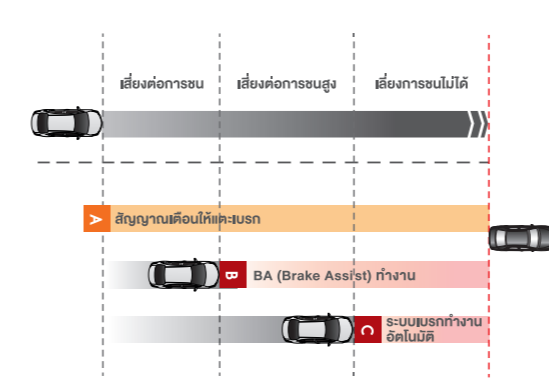 เสี่ยงต่อการชน
เสี่ยงต่อการชนสูง
เลี่ยงการชนไม่ได้
A
สัญญาณเตือนให้แตะเบรก
B
BA (Brake Assist) ทำงาน
C
ระบบเบรกทำงาน
อัตโนมัติ